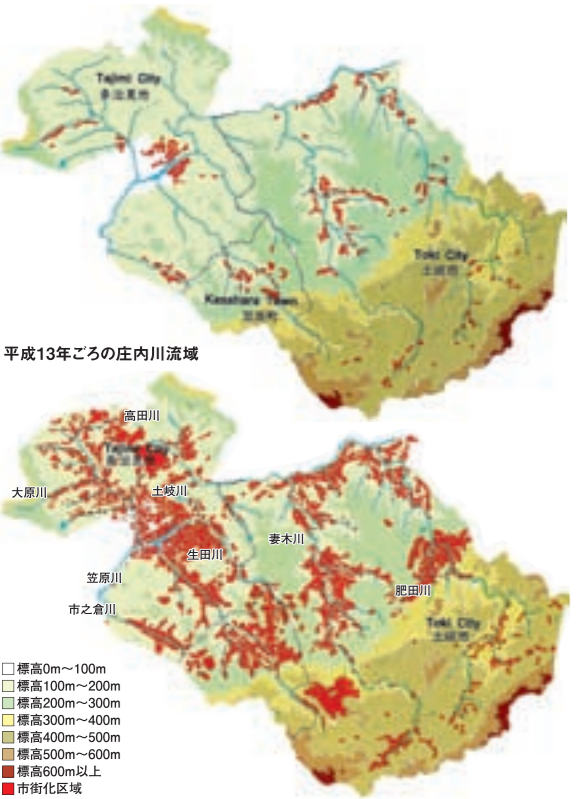 Tajimi City
多治見市
Toki City
土岐市
Kasahara Town
笠原町
平成13年ごろの庄内川流域
高田川
大原川
土岐川
生田川
妻木川
笠原川
市之倉川
肥田川
Toki City
土岐市
標高0m～100m
標高100m～200m
標高200m～300m
標高300m～400m
標高400m～500m
標高500m～600m
標高600m以上
市街化区域